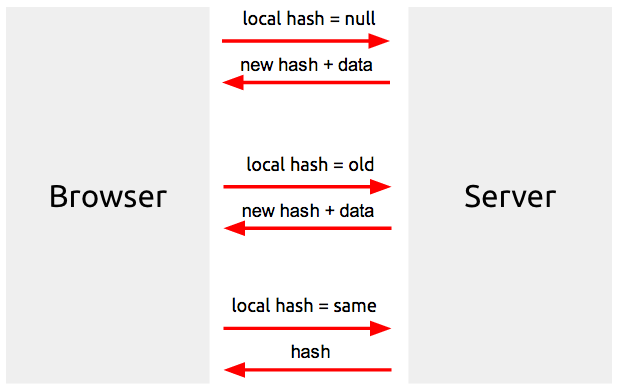 local hash = null
new hash + data
local hash = old
Browser
Server
new hash + data
local hash = same
hash